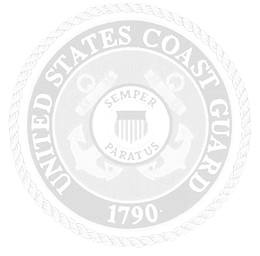 UNITED STATES COAST GUARD
SEMPER
PARATUS
1790